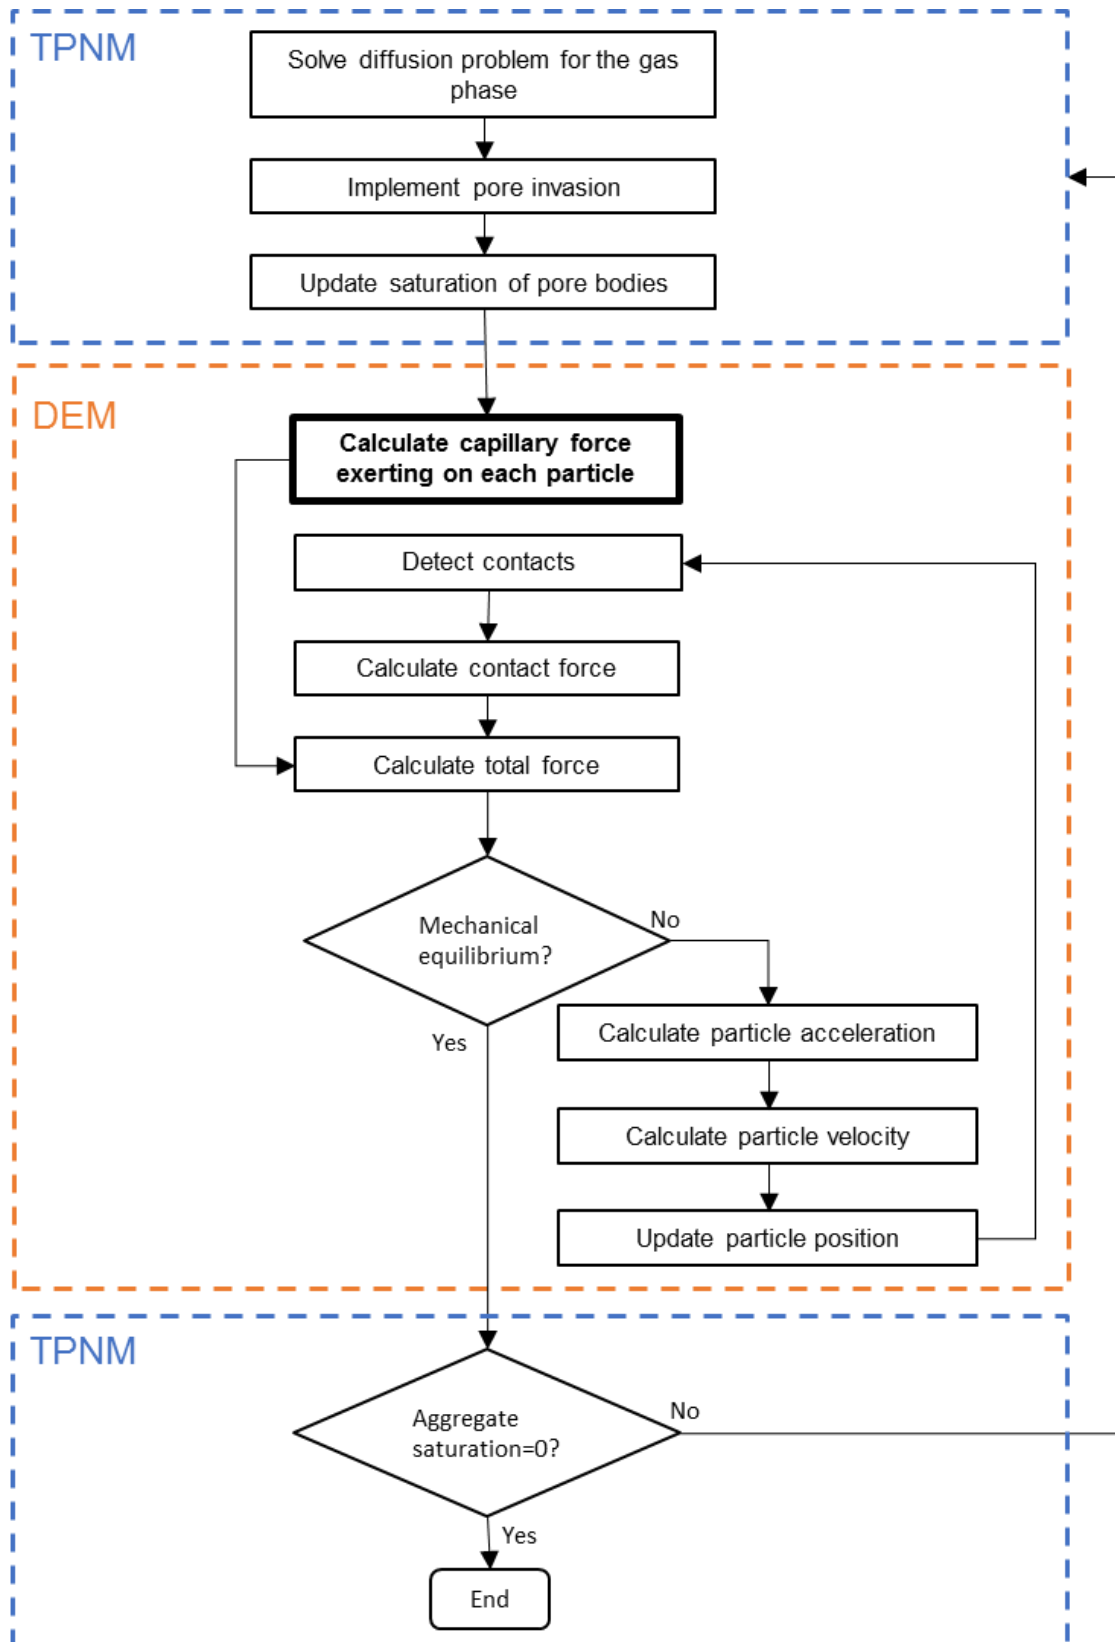 TPNM
Solve diffusion problem for the gas
phase
Implement pore invasion
Update saturation of pore bodies
DEM
Calculate capillary force
exerting on each particle
Detect contacts
Calculate contact force
Calculate total force
Mechanical
equilibrium?
No
Yes
Calculate particle acceleration
Calculate particle velocity
Update particle position
TPNM
Aggregate
saturation=0?
No
Yes
End